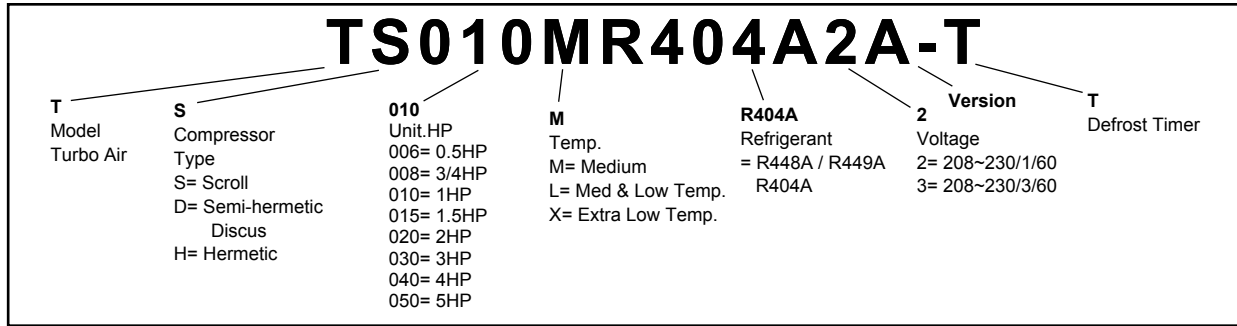 TS010MR404A2A-T
T
Model
Turbo Air
S
Compressor
Type
S= Scroll
D= Semi-hermetic
Discus
H= Hermetic
010
Unit.HP
006= 0.5HP
008= 3/4HP
010= 1HP
015= 1.5HP
020= 2HP
030= 3HP
040= 4HP
050= 5HP
M
Temp.
M= Medium
L= Med & Low Temp.
X= Extra Low Temp.
R404A
Refrigerant
= R448A / R449A
R404A
2
Voltage
2= 208~230/1/60
3= 208~230/3/60
Version
T
Defrost Timer